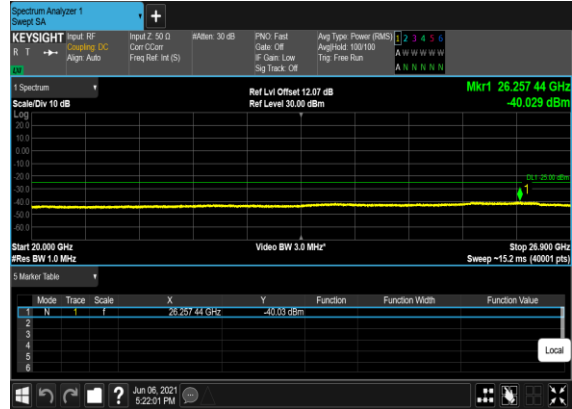 Spectrum Analyzer 1
Swept SA
KEYSIGHT Input: RF Input Z: 50 Ω #Atten: 30 dB PNO: Fast Avg Type: Power (RMS) 1 2 3 4 5 6
R T Coupling: DC Corr CCorr Gate: Off Avg|Hold: 100/100 A W W W W W
Align: Auto Freq Ref: Int (S) IF Gain: Low Trig: Free Run
Sig Track: Off A N N N N N
1 Spectrum Ref Lvl Offset 12.07 dB Mkr1 26.257 44 GHz
Scale/Div 10 dB Ref Level 30.00 dBm -40.029 dBm
Log
20.0
10.0
0.00
-10.0
-20.0
DL1 -25.00 dBm
-30.0
1
-40.0
-50.0
-60.0
Start 20.000 GHz Video BW 3.0 MHz* Stop 26.900 GHz
#Res BW 1.0 MHz Sweep ~15.2 ms (40001 pts)
5 Marker Table
Mode Trace Scale X Y Function Function Width Function Value
1 N 1 f 26.257 44 GHz -40.03 dBm
2
3
4
5
6
Local
? Jun 06, 2021
5:22:01 PM